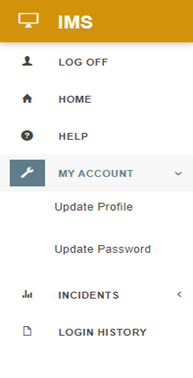 IMS
LOG OFF
HOME
HELP
MY ACCOUNT
Update Profile
Update Password
INCIDENTS
LOGIN HISTORY